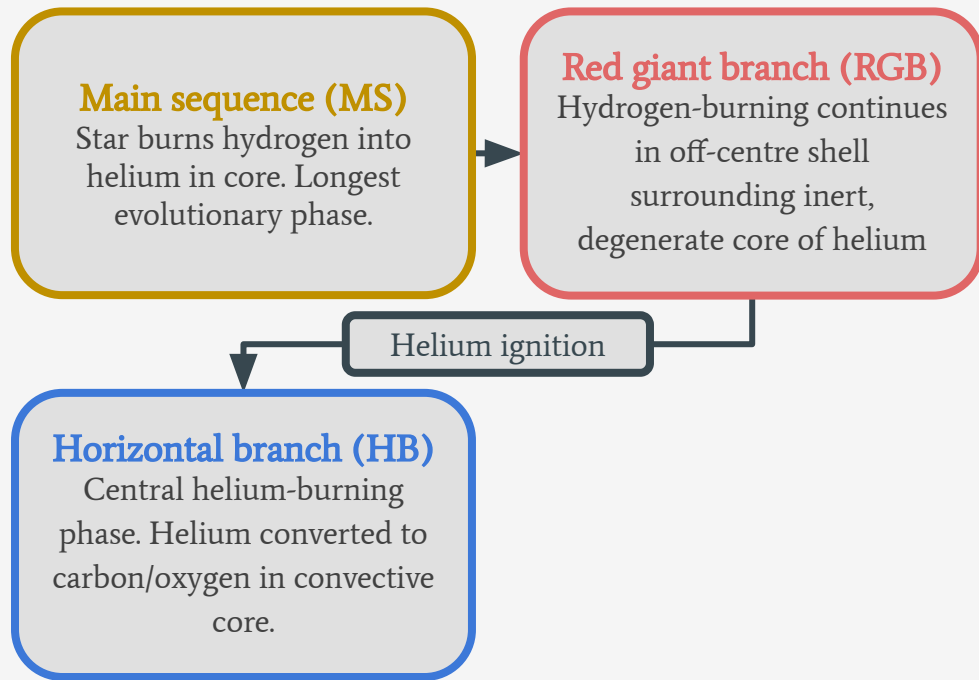 Main sequence (MS)
Star burns hydrogen into
helium in core. Longest
evolutionary phase.
Red giant branch (RGB)
Hydrogen-burning continues
in off-centre shell
surrounding inert,
degenerate core of helium
Helium ignition
Horizontal branch (HB)
Central helium-burning
phase. Helium converted to
carbon/oxygen in convective
core.